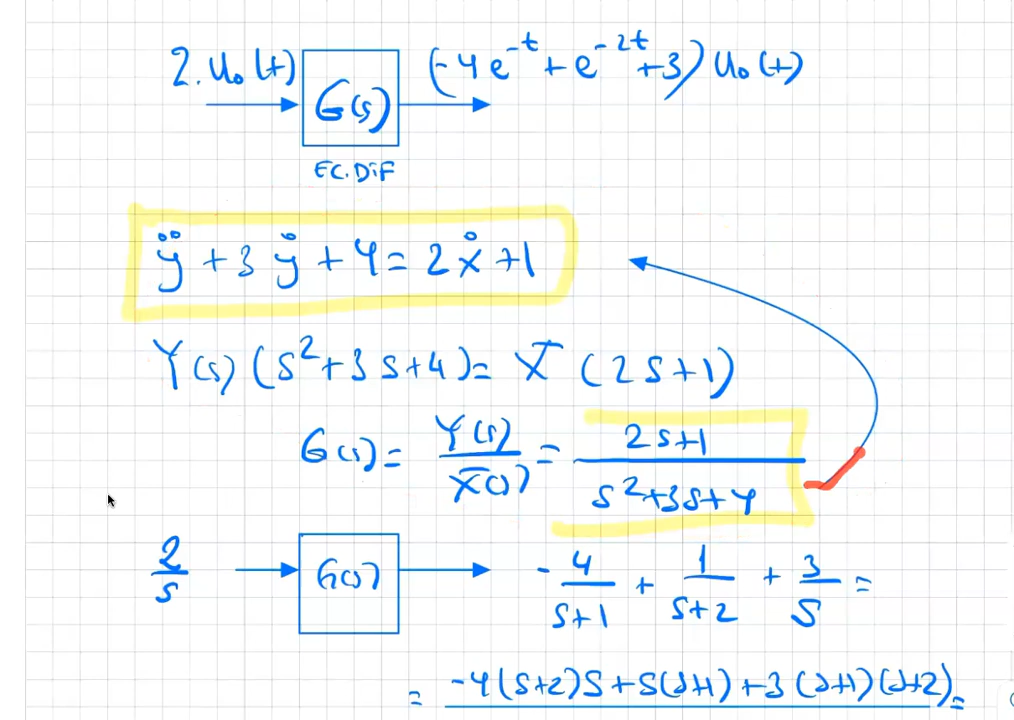 2.u₀(t) G(s) (-4e^-t + e^-2t + 3) u₀(t)
EC.DiF
ÿ + 3ẏ + 4 = 2ẋ + 1
Y(s) (s² + 3s + 4) = X (2s + 1)
G(s) = Y(s)/X(s) = (2s+1)/(s²+3s+4)
2/s G(s) - 4/(s+1) + 1/(s+2) + 3/s =
= -4(s+2)s + s(s+1) + 3(s+1)(s+2) =